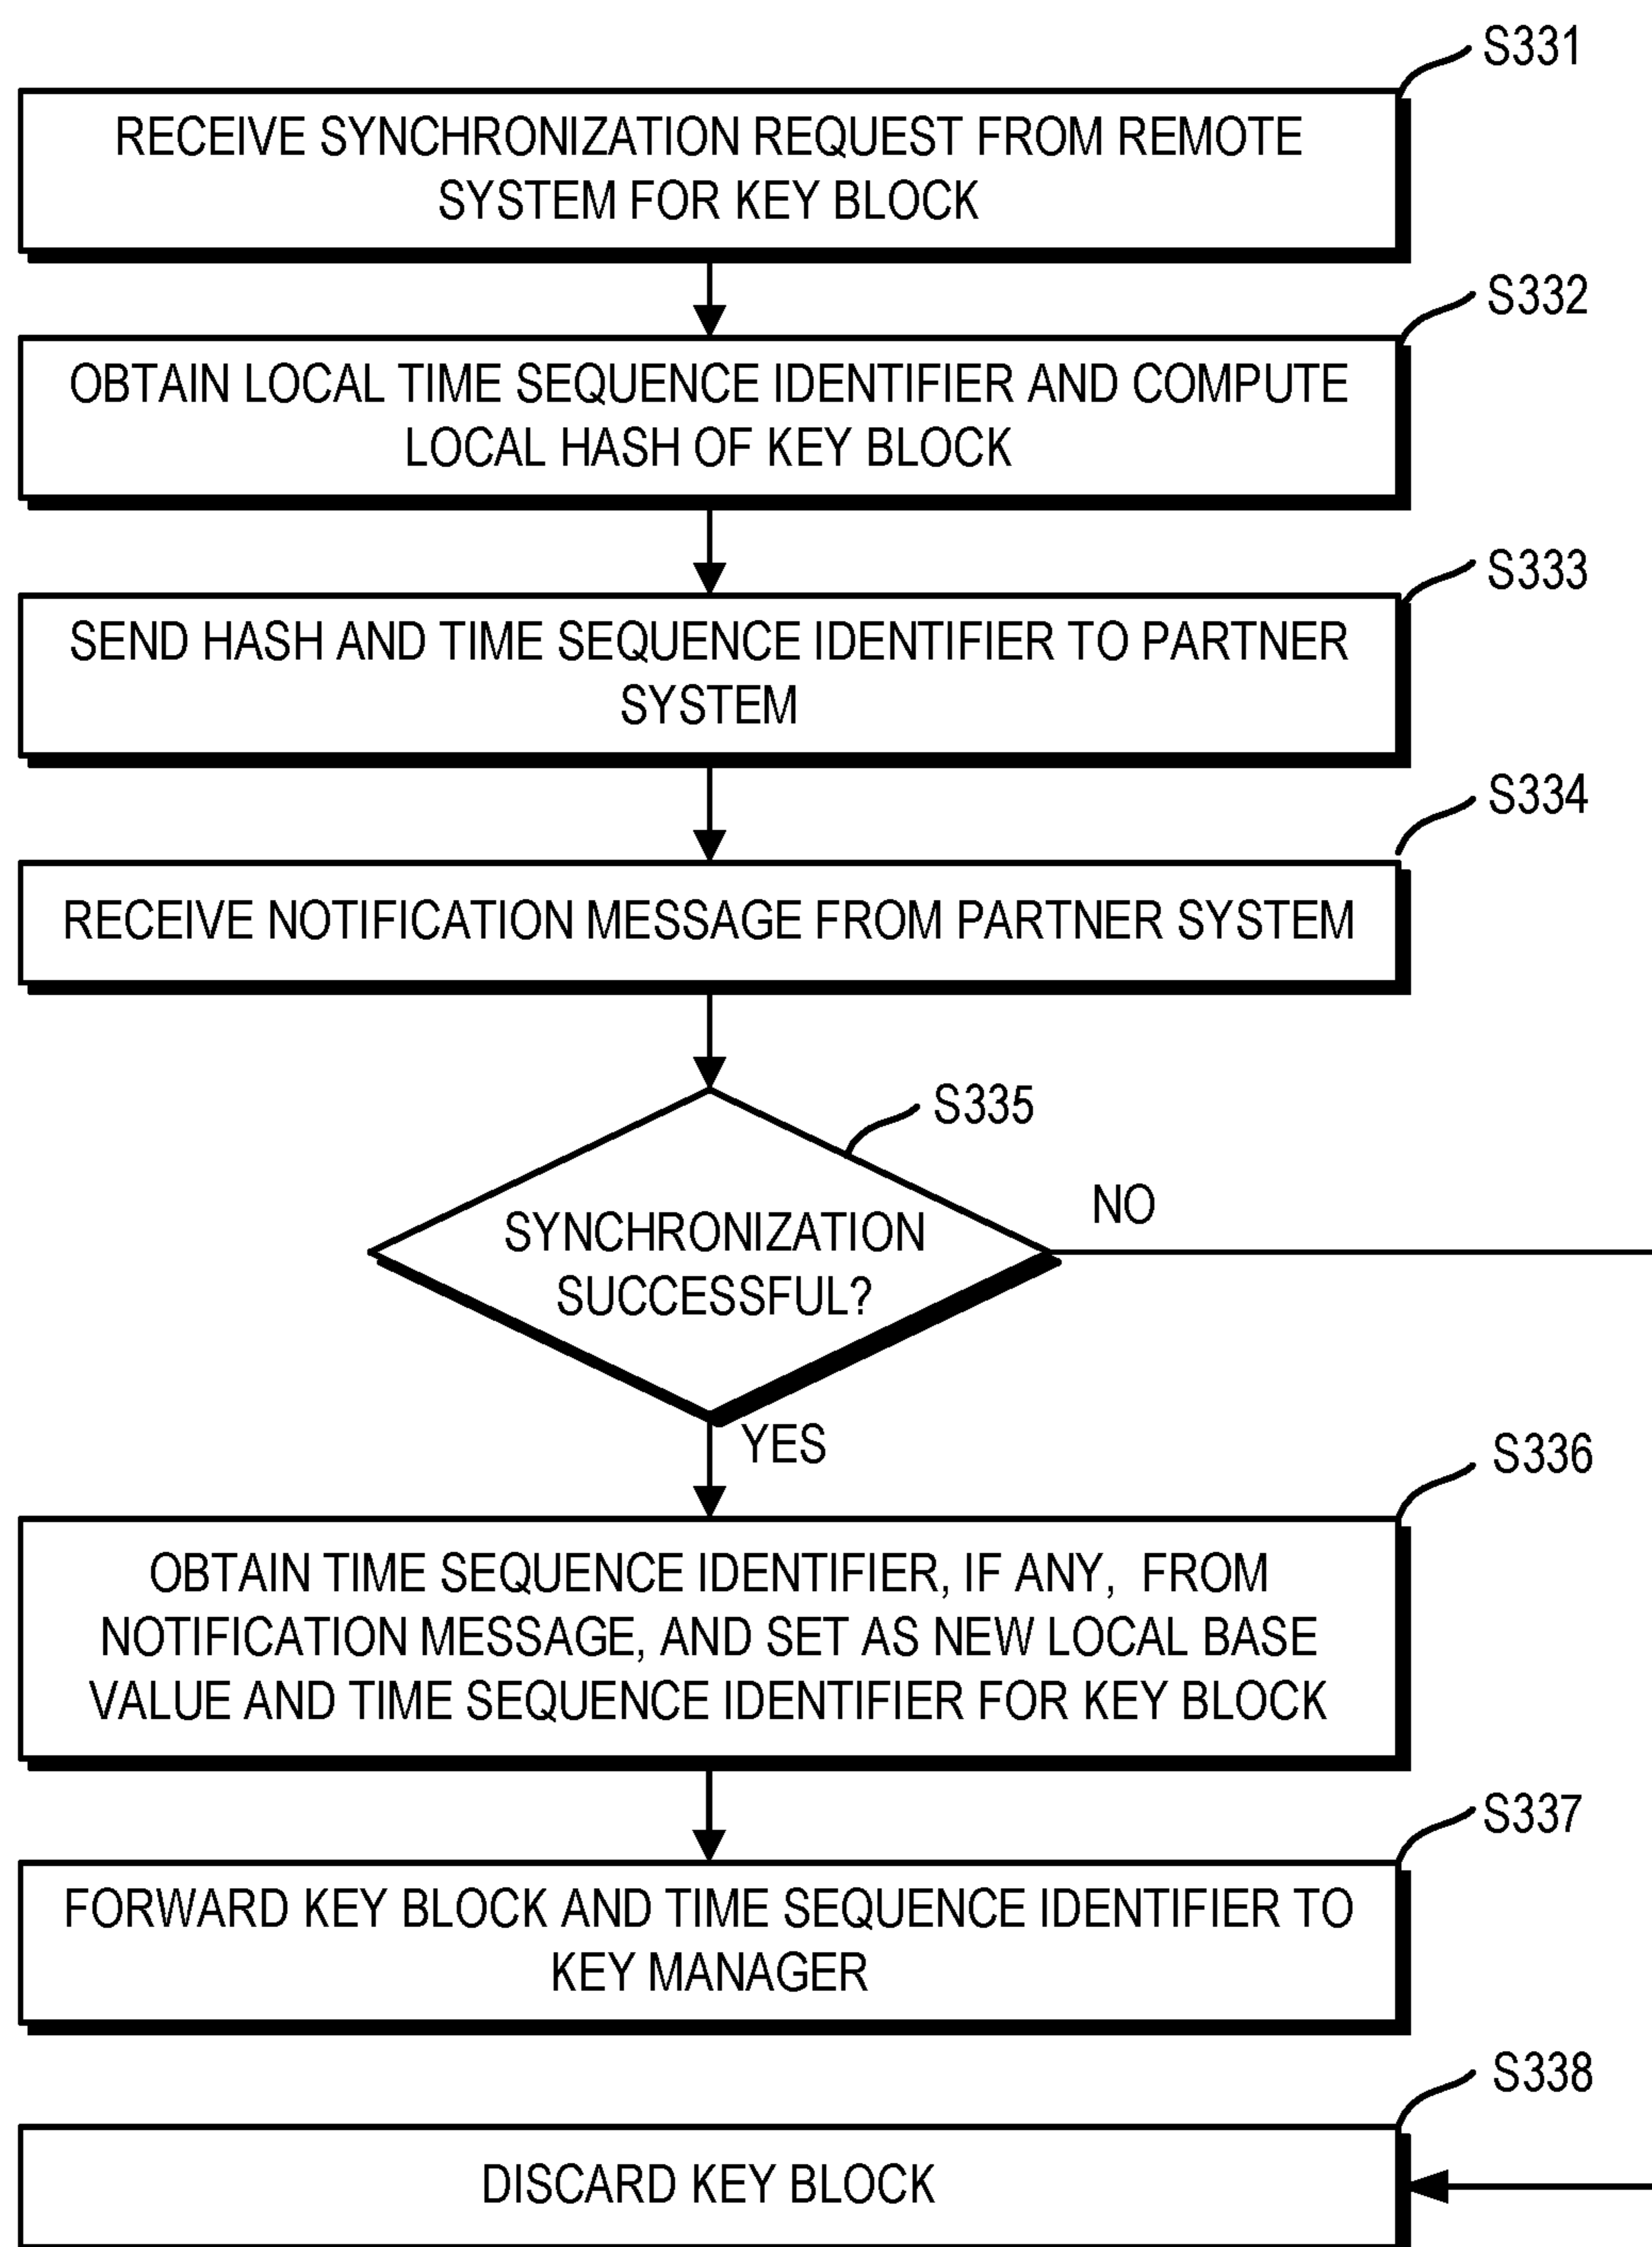 S331
RECEIVE SYNCHRONIZATION REQUEST FROM REMOTE
SYSTEM FOR KEY BLOCK
S332
OBTAIN LOCAL TIME SEQUENCE IDENTIFIER AND COMPUTE
LOCAL HASH OF KEY BLOCK
S333
SEND HASH AND TIME SEQUENCE IDENTIFIER TO PARTNER
SYSTEM
S334
RECEIVE NOTIFICATION MESSAGE FROM PARTNER SYSTEM
S335
NO
SYNCHRONIZATION
SUCCESSFUL?
YES
S336
OBTAIN TIME SEQUENCE IDENTIFIER, IF ANY, FROM
NOTIFICATION MESSAGE, AND SET AS NEW LOCAL BASE
VALUE AND TIME SEQUENCE IDENTIFIER FOR KEY BLOCK
S337
FORWARD KEY BLOCK AND TIME SEQUENCE IDENTIFIER TO
KEY MANAGER
S338
DISCARD KEY BLOCK